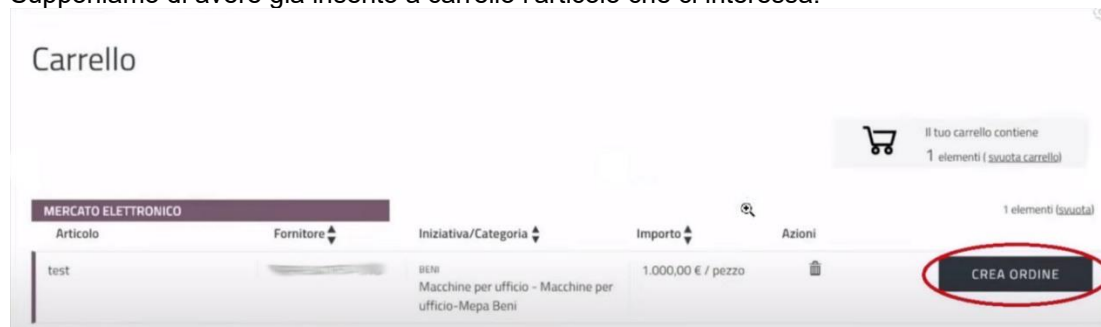 Supponiamo di avere già inserito a carrello l'articolo che ci interessa:
Carrello
Il tuo carrello contiene
1 elementi ( svuota carrello)
MERCATO ELETTRONICO
1 elementi (svuota)
Articolo Fornitore Iniziativa/Categoria Importo Azioni
test BENI 1.000,00 € / pezzo CREA ORDINE
Macchine per ufficio - Macchine per
ufficio-Mepa Beni